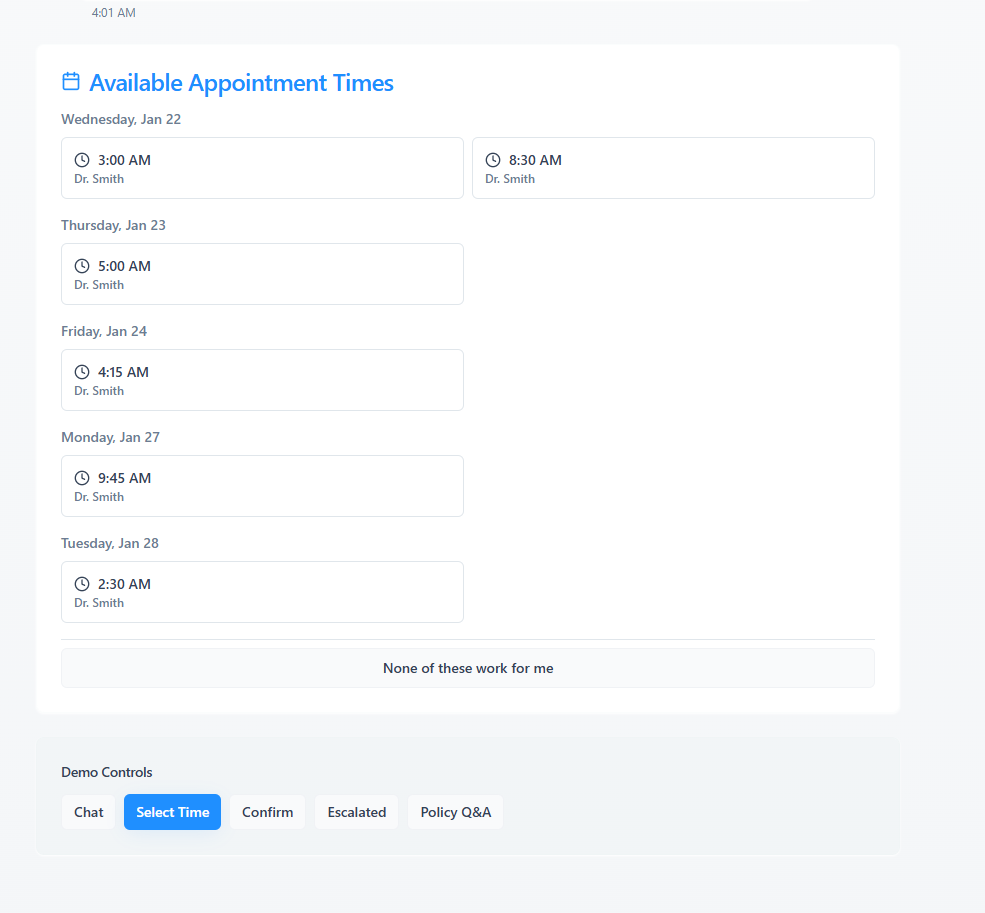 4:01 AM
Available Appointment Times
Wednesday, Jan 22
3:00 AM
Dr. Smith
8:30 AM
Dr. Smith
Thursday, Jan 23
5:00 AM
Dr. Smith
Friday, Jan 24
4:15 AM
Dr. Smith
Monday, Jan 27
9:45 AM
Dr. Smith
Tuesday, Jan 28
2:30 AM
Dr. Smith
None of these work for me
Demo Controls
Chat
Select Time
Confirm
Escalated
Policy Q&A